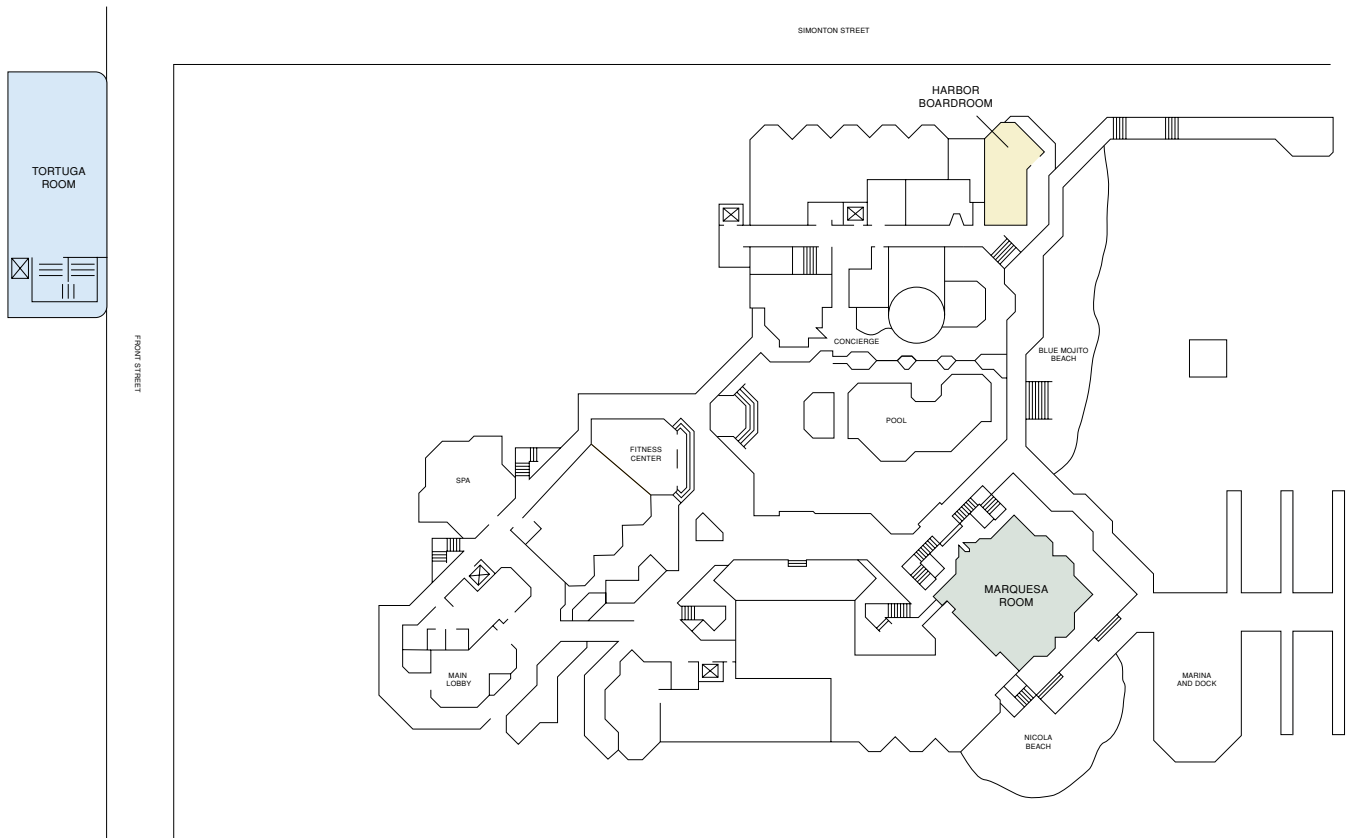 SIMONTON STREET
HARBOR
BOARDROOM
TORTUGA
ROOM
FRONT STREET
CONCIERGE
BLUE MOJITO
BEACH
POOL
FITNESS
CENTER
SPA
MARQUESA
ROOM
MAIN
LOBBY
MARINA
AND DOCK
NICOLA
BEACH